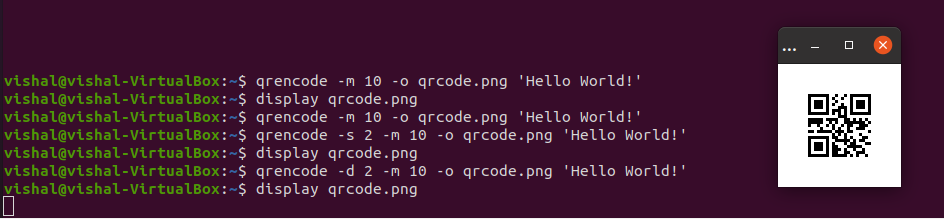 ...
vishal@vishal-VirtualBox:~$ qrencode -m 10 -o qrcode.png 'Hello World!'
vishal@vishal-VirtualBox:~$ display qrcode.png
vishal@vishal-VirtualBox:~$ qrencode -m 10 -o qrcode.png 'Hello World!'
vishal@vishal-VirtualBox:~$ qrencode -s 2 -m 10 -o qrcode.png 'Hello World!'
vishal@vishal-VirtualBox:~$ display qrcode.png
vishal@vishal-VirtualBox:~$ qrencode -d 2 -m 10 -o qrcode.png 'Hello World!'
vishal@vishal-VirtualBox:~$ display qrcode.png